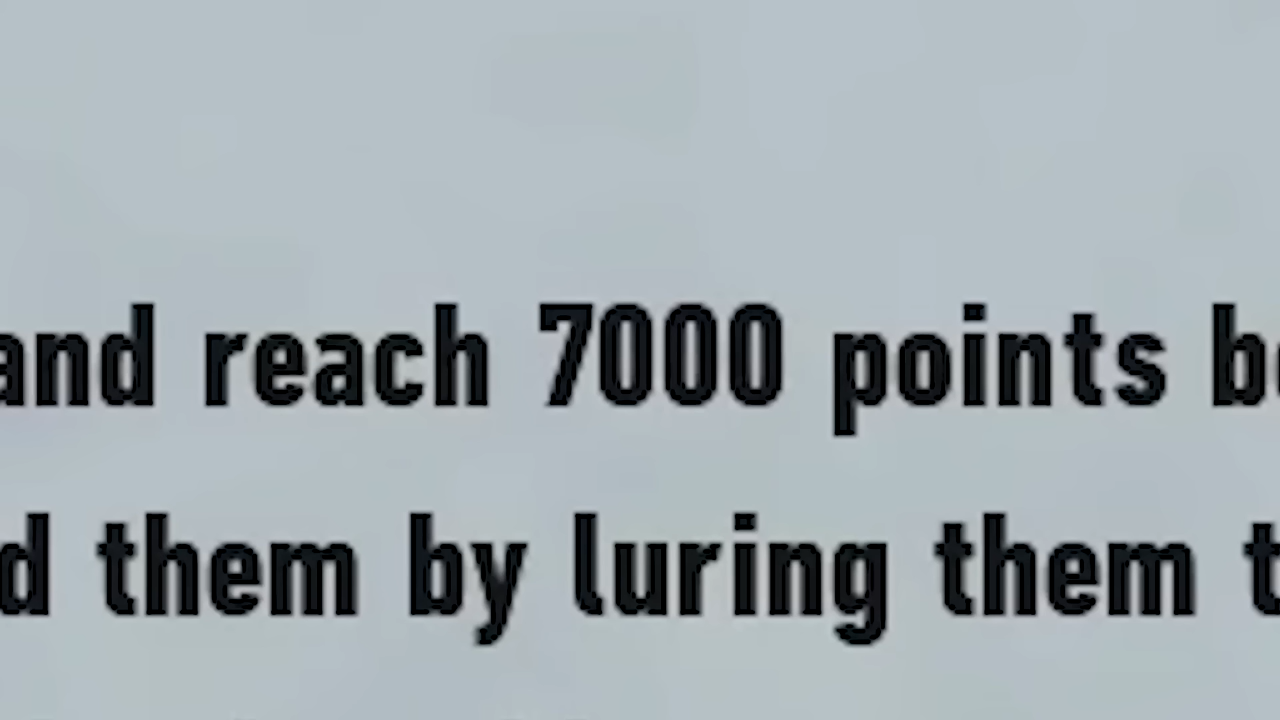 and reach 7000 points b
d them by luring them t